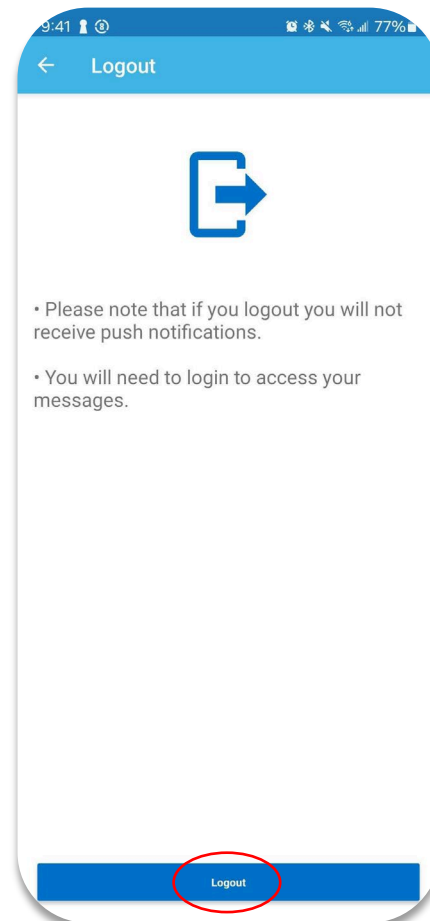 9:41 77%
Logout
• Please note that if you logout you will not
receive push notifications.
• You will need to login to access your
messages.
Logout